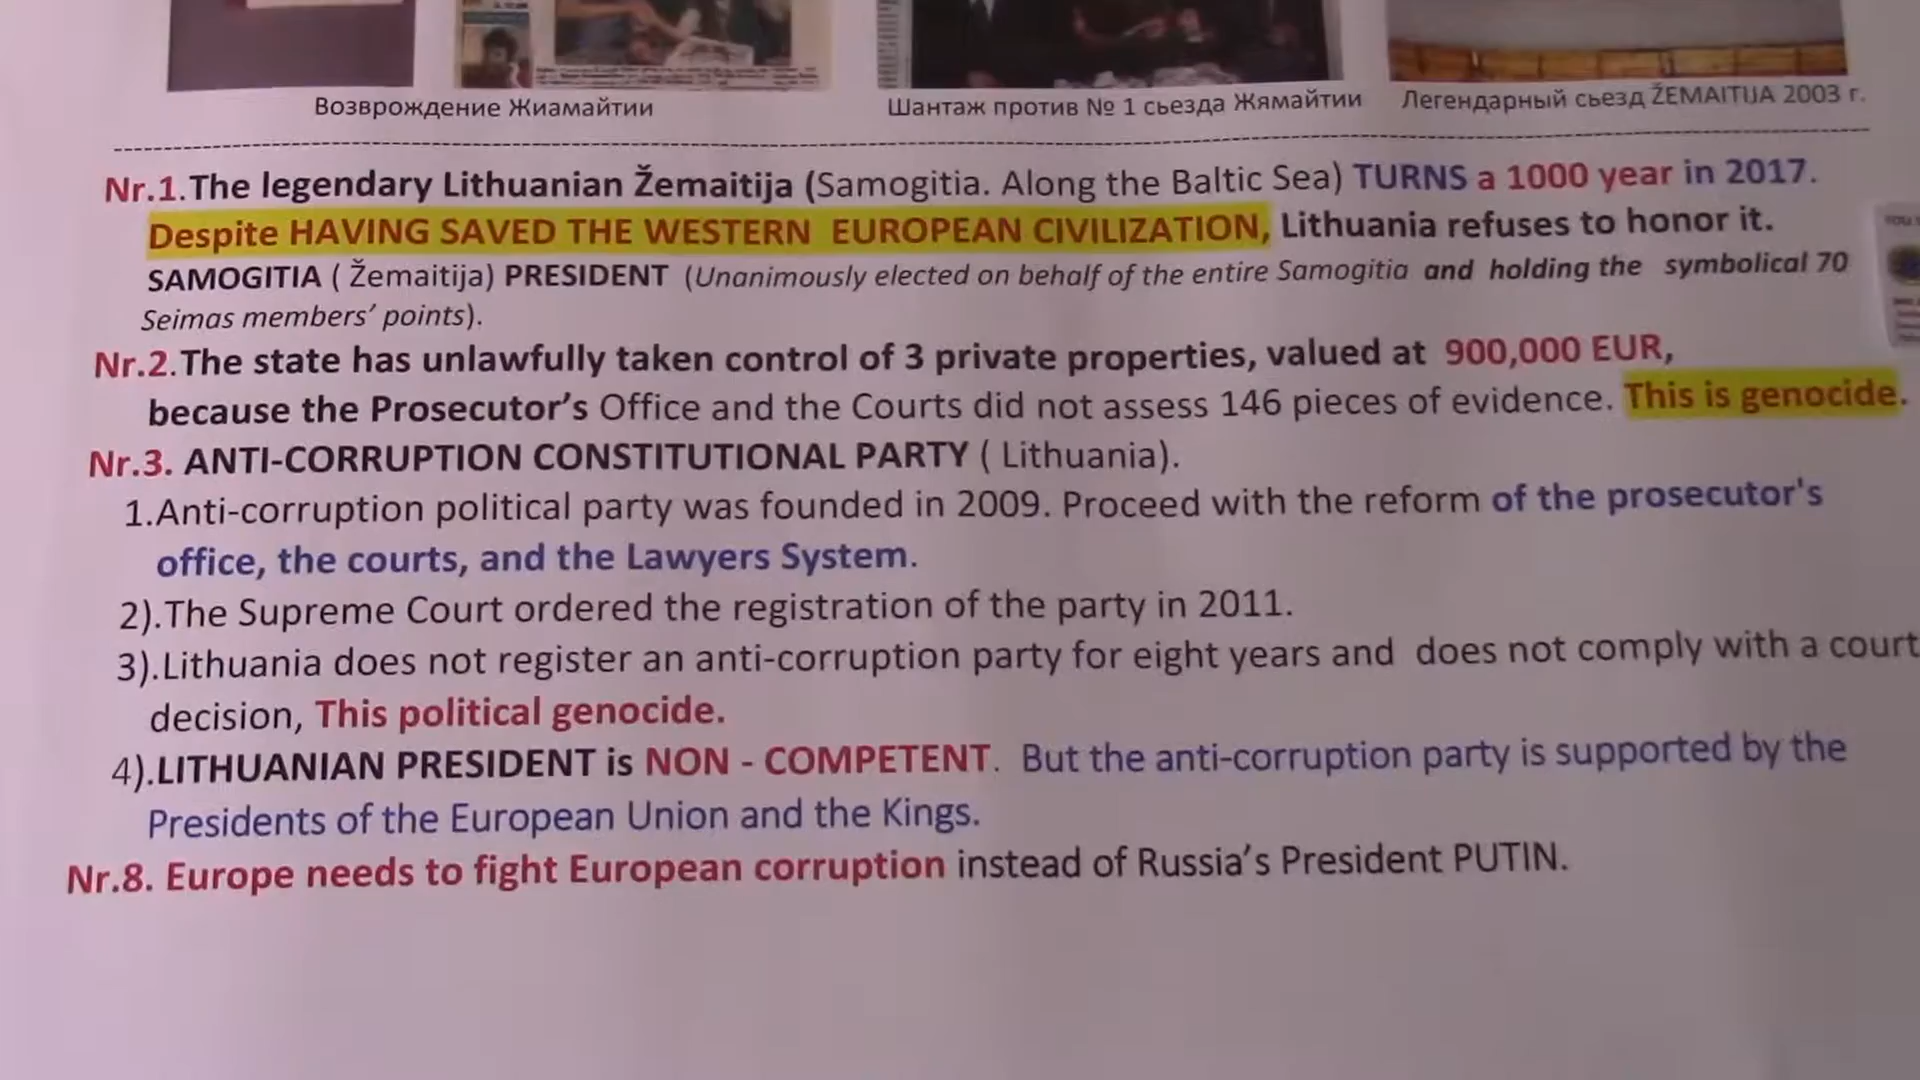 Возврождение Жиамайтии
Шантаж против № 1 сьезда Жямайтии
Легендарный сьезд ŽEMAITIJA 2003 г.
Nr.1.The legendary Lithuanian Žemaitija (Samogitia. Along the Baltic Sea) TURNS a 1000 year in 2017.
Despite HAVING SAVED THE WESTERN EUROPEAN CIVILIZATION, Lithuania refuses to honor it.
SAMOGITIA ( Žemaitija) PRESIDENT (Unanimously elected on behalf of the entire Samogitia and holding the symbolical 70
Seimas members’ points).
Nr.2.The state has unlawfully taken control of 3 private properties, valued at 900,000 EUR,
because the Prosecutor’s Office and the Courts did not assess 146 pieces of evidence. This is genocide.
Nr.3. ANTI-CORRUPTION CONSTITUTIONAL PARTY ( Lithuania).
1.Anti-corruption political party was founded in 2009. Proceed with the reform of the prosecutor's
office, the courts, and the Lawyers System.
2).The Supreme Court ordered the registration of the party in 2011.
3).Lithuania does not register an anti-corruption party for eight years and does not comply with a court
decision, This political genocide.
4).LITHUANIAN PRESIDENT is NON - COMPETENT. But the anti-corruption party is supported by the
Presidents of the European Union and the Kings.
Nr.8. Europe needs to fight European corruption instead of Russia’s President PUTIN.